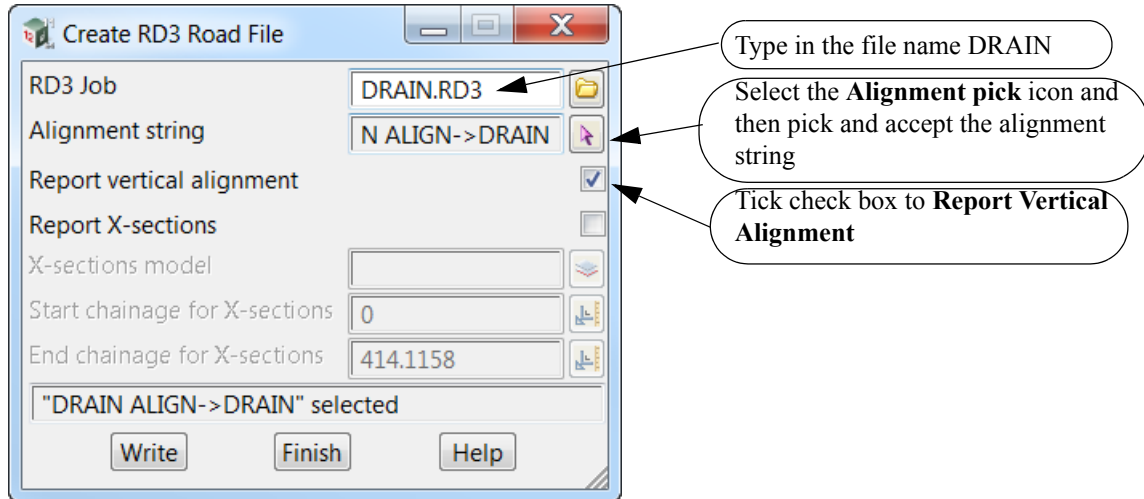 Create RD3 Road File
RD3 Job
DRAIN.RD3
Alignment string
N ALIGN->DRAIN
Report vertical alignment
Report X-sections
X-sections model
Start chainage for X-sections
0
End chainage for X-sections
414.1158
"DRAIN ALIGN->DRAIN" selected
Write
Finish
Help
Type in the file name DRAIN
Select the Alignment pick icon and
then pick and accept the alignment
string
Tick check box to Report Vertical
Alignment